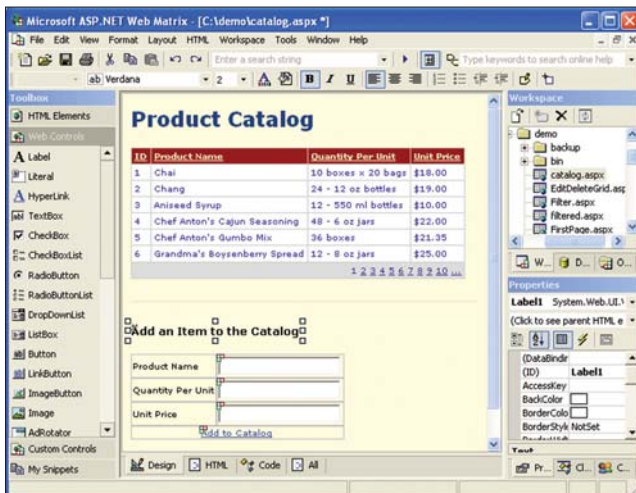 Microsoft ASP.NET Web Matrix - [C:\demo\catalog.aspx *]
File Edit View Format Layout HTML Workspace Tools Window Help
Enter a search string
Type keywords to search online help
ab Verdana 2 A B I U
Toolbox
HTML Elements
Web Controls
A Label
Literal
A HyperLink
TextBox
CheckBox
CheckBoxList
RadioButton
RadioButtonList
DropDownList
ListBox
Button
LinkButton
ImageButton
Image
AdRotator
Custom Controls
My Snippets
Product Catalog
ID Product Name Quantity Per Unit Unit Price
1 Chai 10 boxes x 20 bags $18.00
2 Chang 24 - 12 oz bottles $19.00
3 Aniseed Syrup 12 - 550 ml bottles $10.00
4 Chef Anton's Cajun Seasoning 48 - 6 oz jars $22.00
5 Chef Anton's Gumbo Mix 36 boxes $21.35
6 Grandma's Boysenberry Spread 12 - 8 oz jars $25.00
1 2 3 4 5 6 7 8 9 10 ...
Add an Item to the Catalog
Product Name
Quantity Per Unit
Unit Price
Add to Catalog
Design HTML Code All
Workspace
demo
backup
bin
catalog.aspx
EditDeleteGrid.asp
Filter.aspx
filtered.aspx
FirstPage.aspx
W... D... O...
Properties
Label1 System.Web.UI.
(Click to see parent HTML e
(DataBindir
(ID) Label1
AccessKey
BackColor
BorderColo
BorderStyle NotSet
Text
Pr... Cl... C...